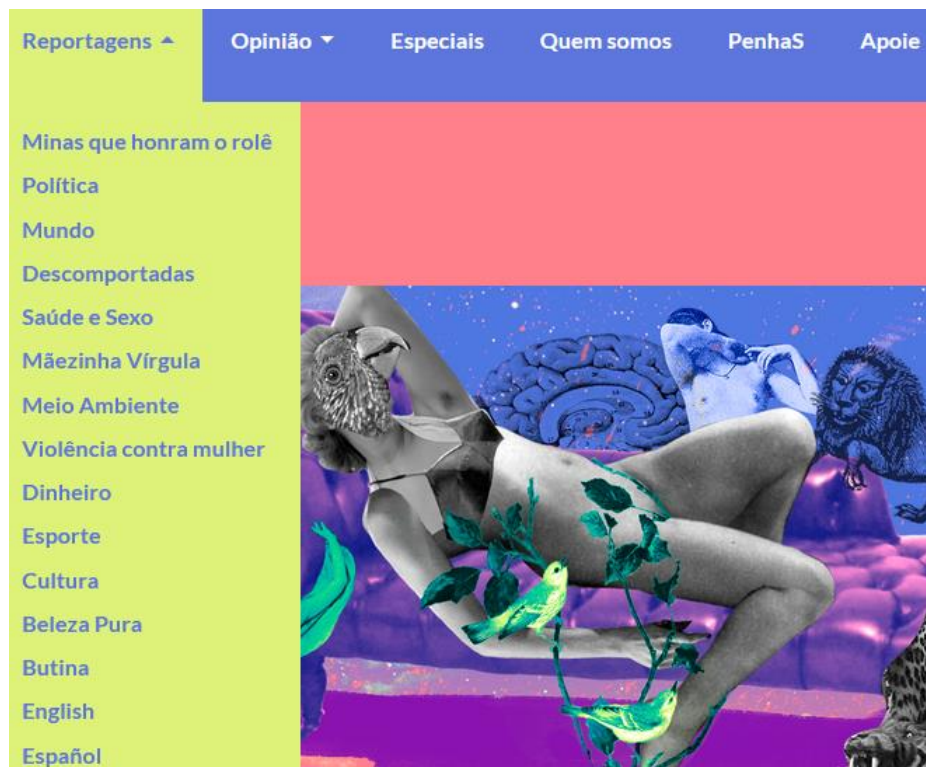 Reportagens
Opinião
Especiais
Quem somos
PenhaS
Apoie
Minas que honram o rolê
Política
Mundo
Descomportadas
Saúde e Sexo
Mãezinha Vírgula
Meio Ambiente
Violência contra mulher
Dinheiro
Esporte
Cultura
Beleza Pura
Butina
English
Español